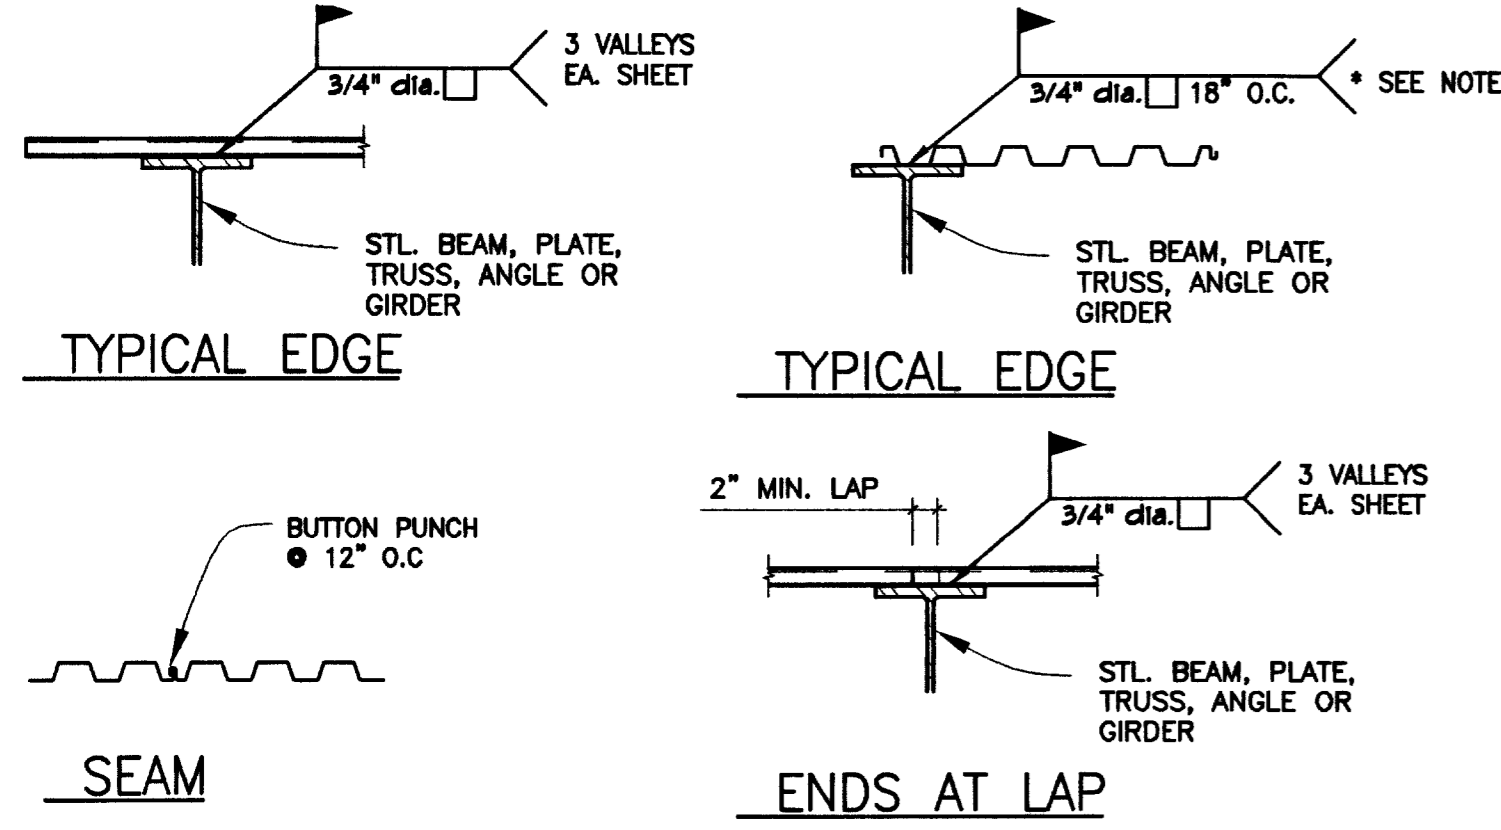 3 VALLEYS
EA. SHEET
3/4" dia.
STL. BEAM, PLATE,
TRUSS, ANGLE OR
GIRDER
TYPICAL EDGE
3/4" dia. 18" O.C.
* SEE NOTE
STL. BEAM, PLATE,
TRUSS, ANGLE OR
GIRDER
TYPICAL EDGE
BUTTON PUNCH
@ 12" O.C
SEAM
2" MIN. LAP
3/4" dia.
3 VALLEYS
EA. SHEET
STL. BEAM, PLATE,
TRUSS, ANGLE OR
GIRDER
ENDS AT LAP